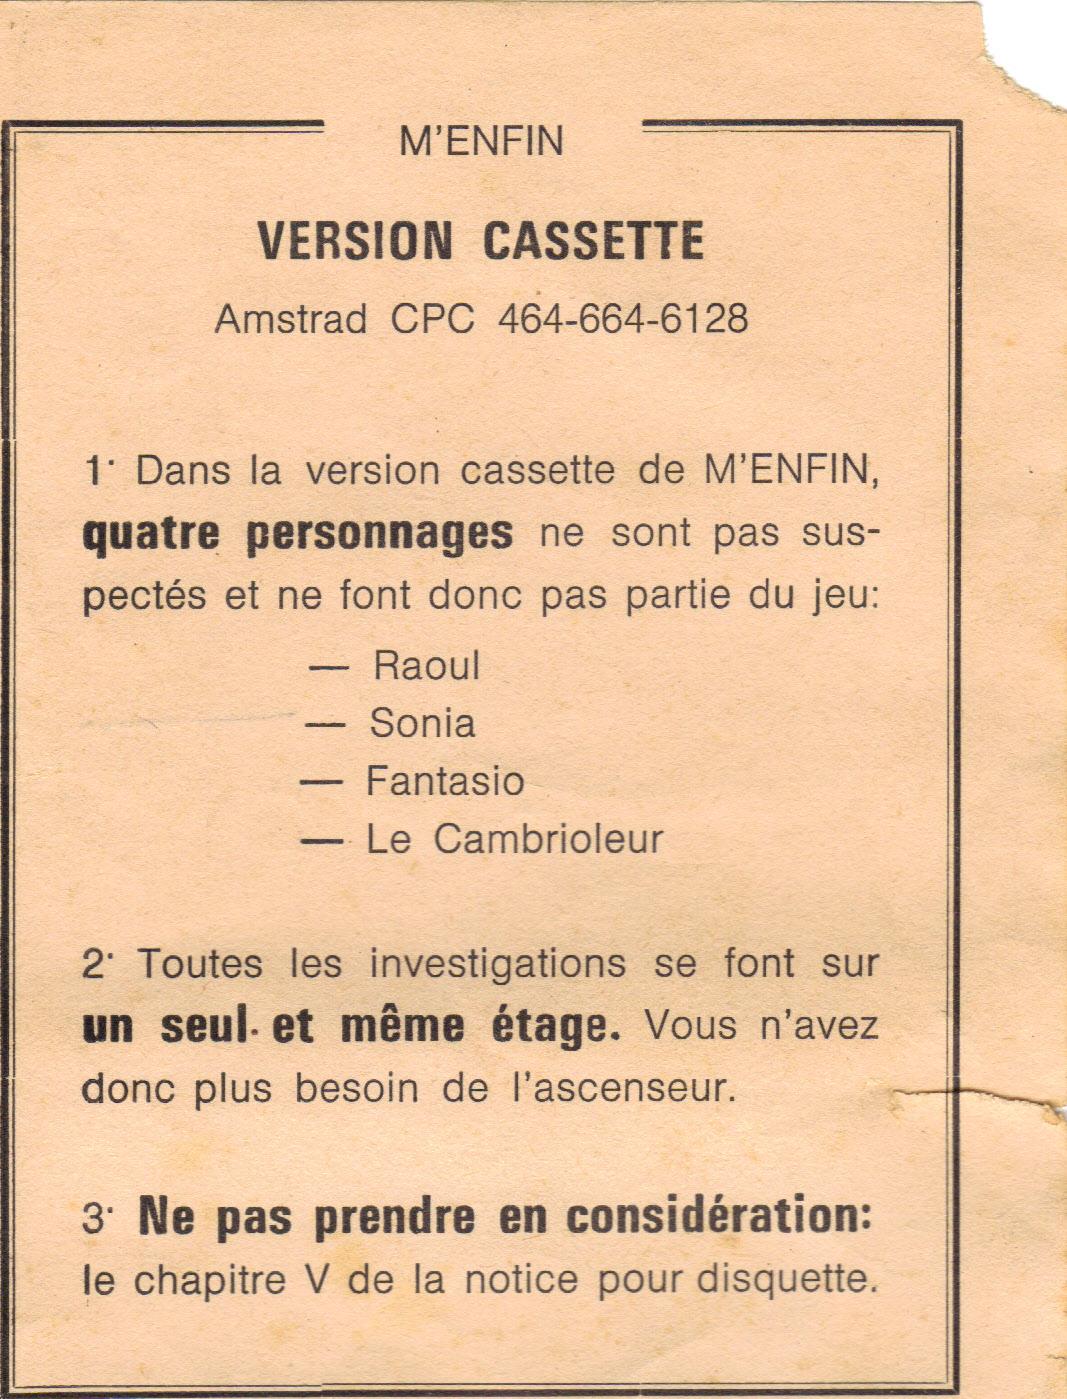 M'ENFIN
VERSION CASSETTE
Amstrad CPC 464-664-6128
1· Dans la version cassette de M'ENFIN,
quatre personnages ne sont pas sus-
pectés et ne font donc pas partie du jeu:
— Raoul
— Sonia
— Fantasio
— Le Cambrioleur
2· Toutes les investigations se font sur
un seul et même étage. Vous n'avez
donc plus besoin de l'ascenseur.
3· Ne pas prendre en considération:
le chapitre V de la notice pour disquette.